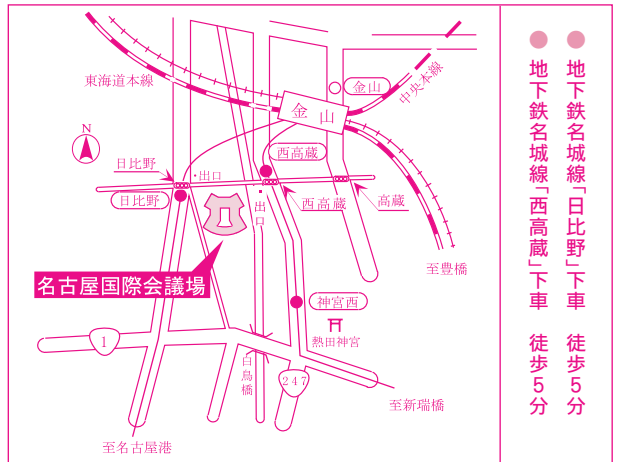 東海道本線
金山
中央本線
金山
N
西高蔵
日比野
出口
日比野
出口
西高蔵
高蔵
至豊橋
名古屋国際会議場
神宮西
熱田神宮
1
白鳥橋
247
至新瑞橋
至名古屋港
地下鉄名城線「日比野」下車 徒歩5分
地下鉄名城線「西高蔵」下車 徒歩5分